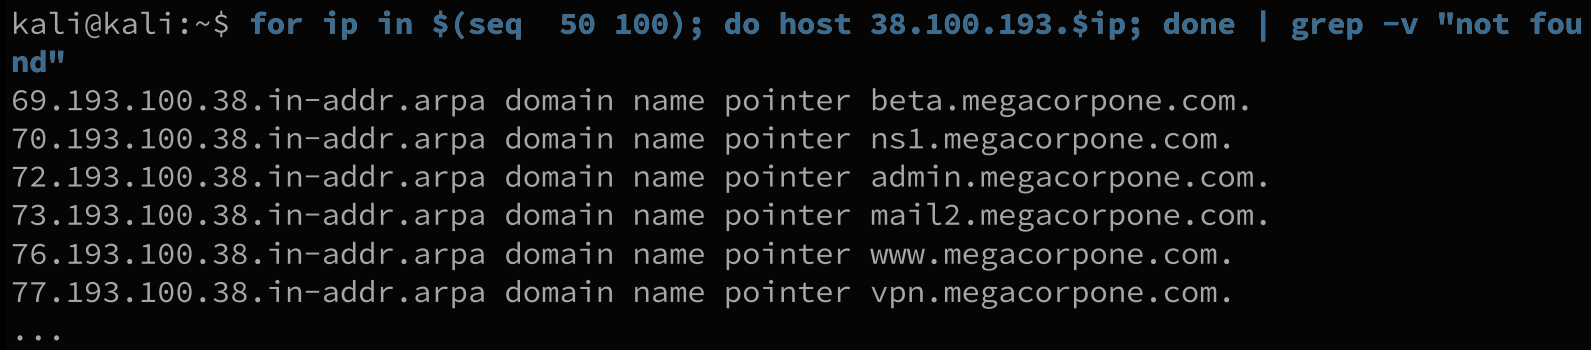 kali@kali:~$ for ip in $(seq  50 100); do host 38.100.193.$ip; done | grep -v "not fou
nd"
69.193.100.38.in-addr.arpa domain name pointer beta.megacorpone.com.
70.193.100.38.in-addr.arpa domain name pointer ns1.megacorpone.com.
72.193.100.38.in-addr.arpa domain name pointer admin.megacorpone.com.
73.193.100.38.in-addr.arpa domain name pointer mail2.megacorpone.com.
76.193.100.38.in-addr.arpa domain name pointer www.megacorpone.com.
77.193.100.38.in-addr.arpa domain name pointer vpn.megacorpone.com.
...